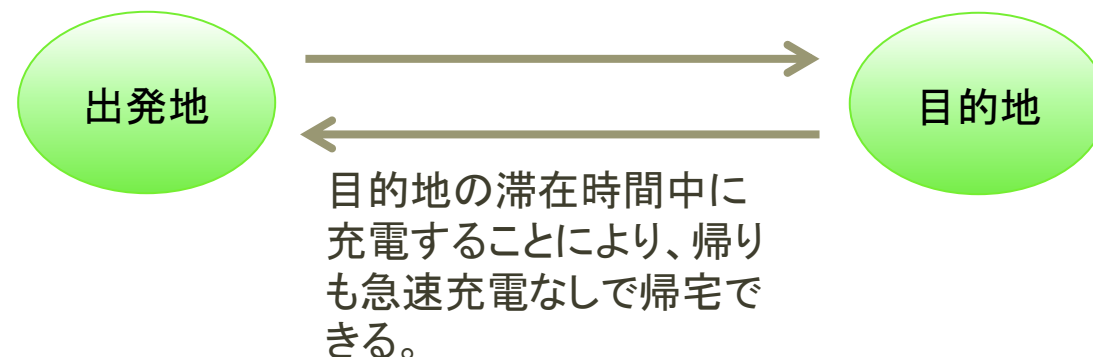 出発地
目的地
目的地の滞在時間中に
充電することにより、帰り
も急速充電なしで帰宅で
きる。